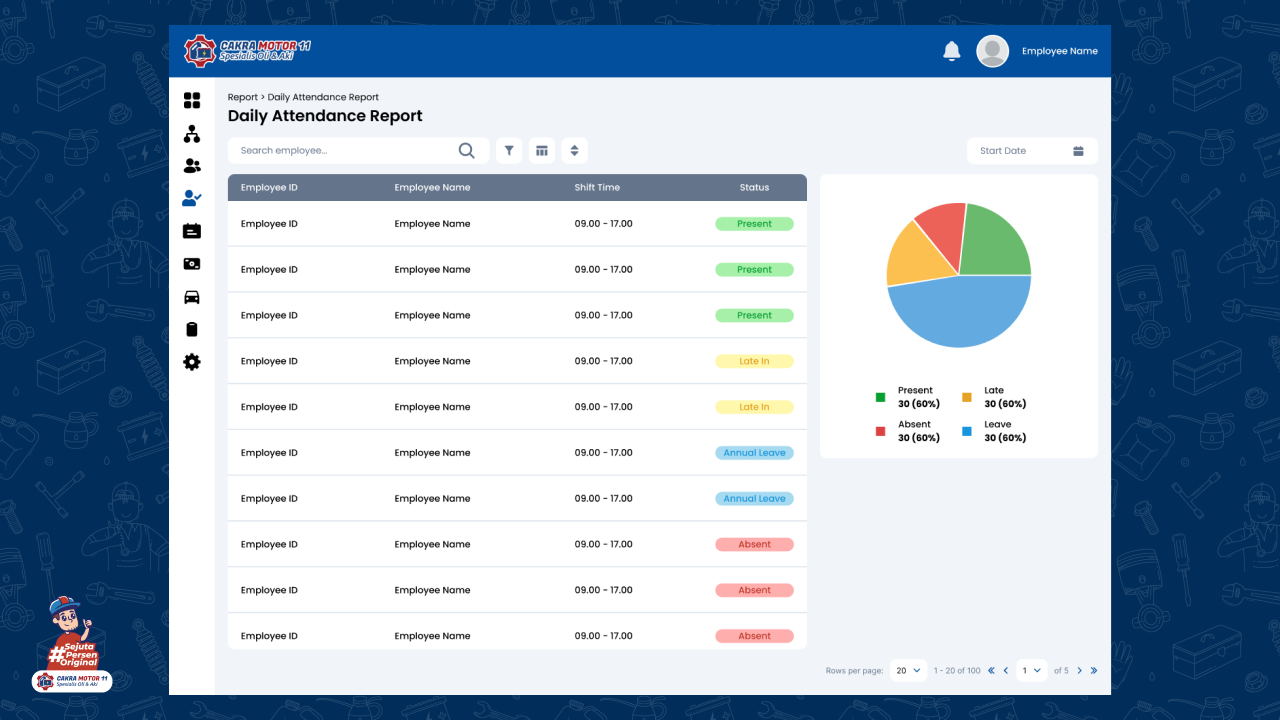 CAKRA MOTOR 11
Spesialis Oli & Aki
Employee Name
Report > Daily Attendance Report
Daily Attendance Report
Search employee...
Start Date
Employee ID Employee Name Shift Time Status
Employee ID Employee Name 09.00 - 17.00 Present
Employee ID Employee Name 09.00 - 17.00 Present
Employee ID Employee Name 09.00 - 17.00 Present
Employee ID Employee Name 09.00 - 17.00 Late In
Employee ID Employee Name 09.00 - 17.00 Late In
Employee ID Employee Name 09.00 - 17.00 Annual Leave
Employee ID Employee Name 09.00 - 17.00 Annual Leave
Employee ID Employee Name 09.00 - 17.00 Absent
Employee ID Employee Name 09.00 - 17.00 Absent
Employee ID Employee Name 09.00 - 17.00 Absent
Present Late
30 (60%) 30 (60%)
Absent Leave
30 (60%) 30 (60%)
Rows per page: 20 1 - 20 of 100 1 of 5
#Sejuta
Persen
Original
CAKRA MOTOR 11
Spesialis Oli & Aki